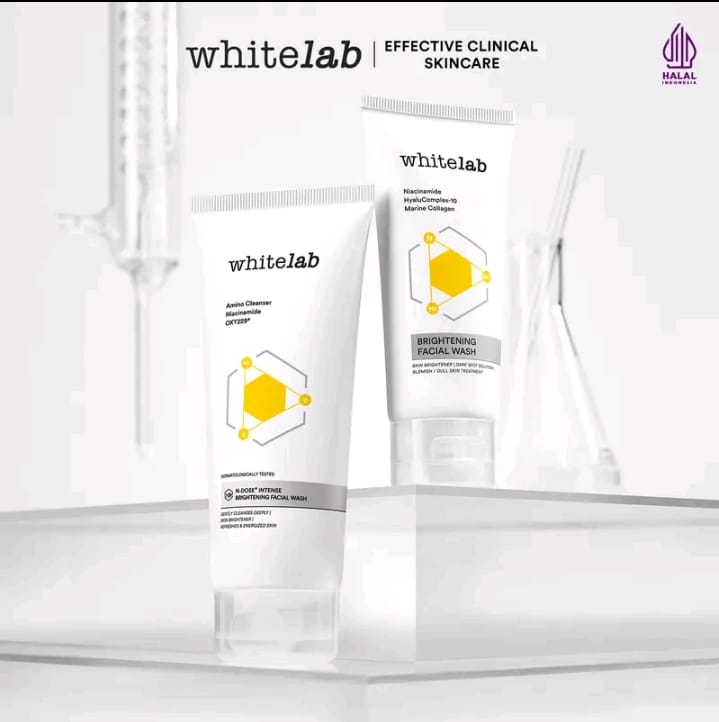 whitelab
EFFECTIVE CLINICAL
SKINCARE
HALAL
INDONESIA
whitelab
Niacinamide
HyaluComplex-10
Marine Collagen
N
BRIGHTENING
FACIAL WASH
SKIN BRIGHTENER | DARK SPOT SOLUTION |
BLEMISH / DULL SKIN TREATMENT
whitelab
Amino Cleanser
Niacinamide
OXY229®
DERMATOLOGICALLY TESTED
N-DOSE® INTENSE
BRIGHTENING FACIAL WASH
GENTLY CLEANSES DEEPLY |
SKIN BRIGHTENER |
REFRESHED & ENERGIZED SKIN